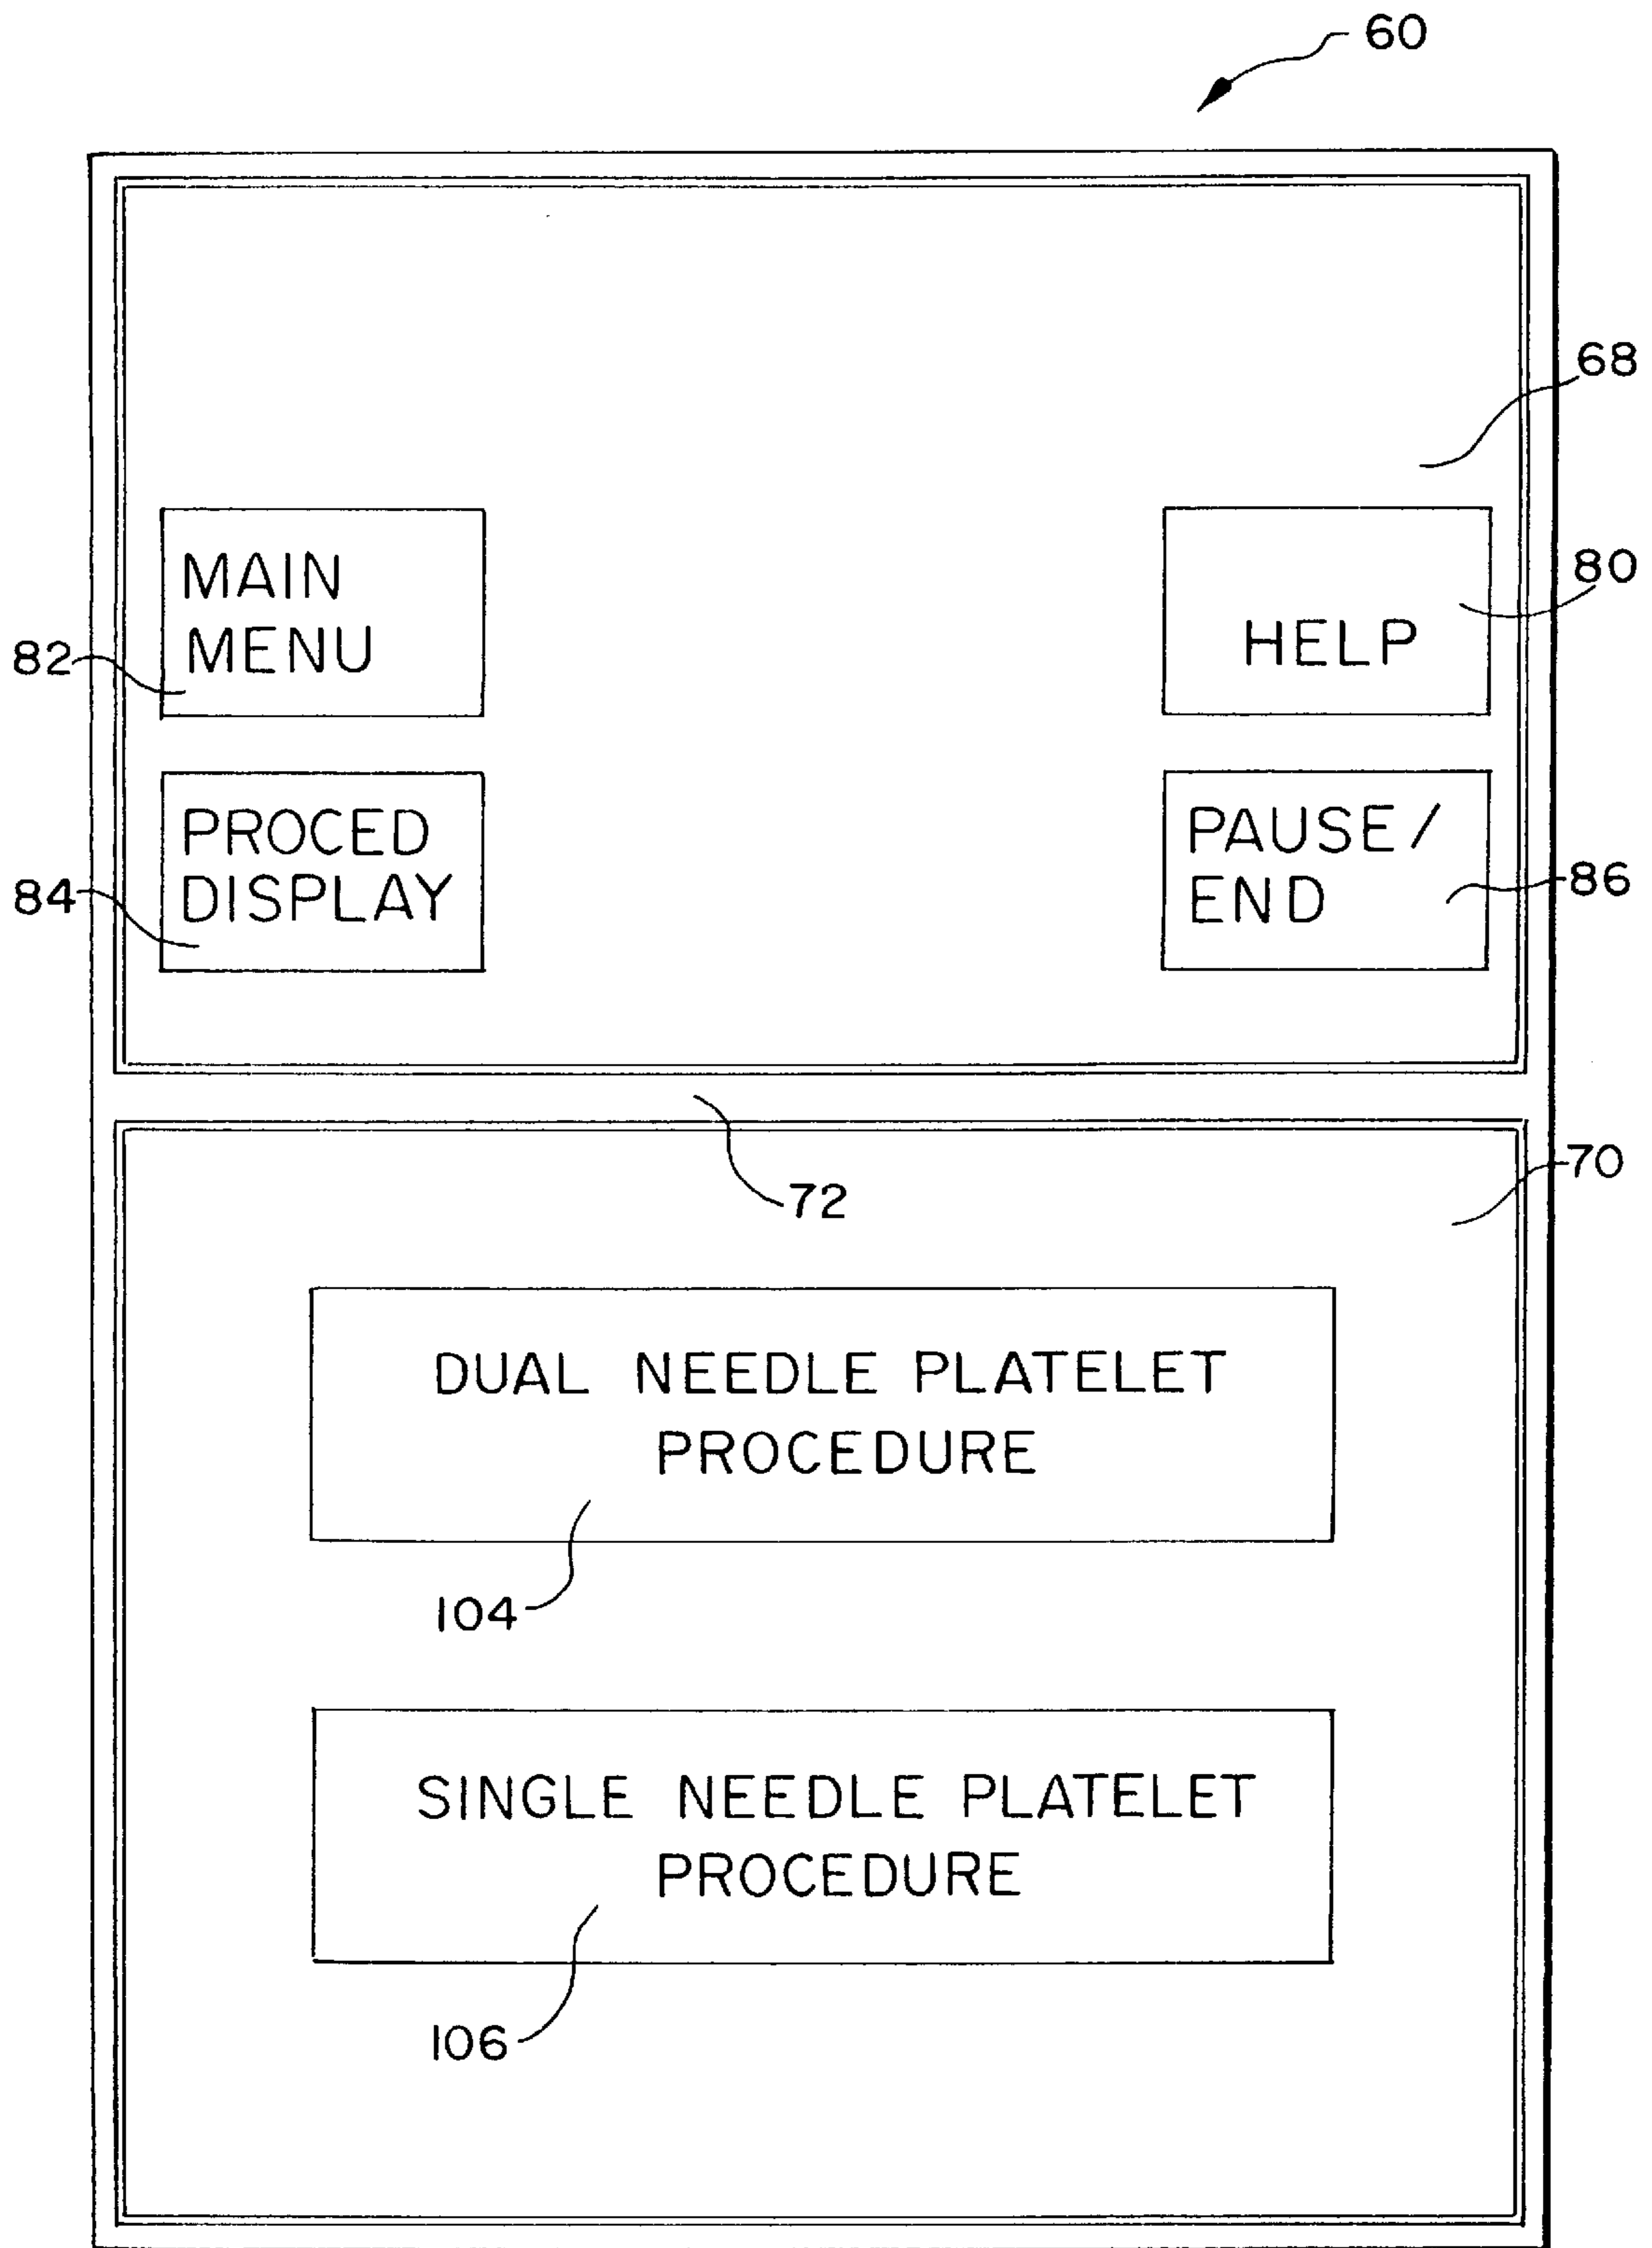 60
68
MAIN
MENU
82
80
HELP
PROCED
DISPLAY
84
PAUSE/
END
86
72
70
DUAL NEEDLE PLATELET
PROCEDURE
104
SINGLE NEEDLE PLATELET
PROCEDURE
106